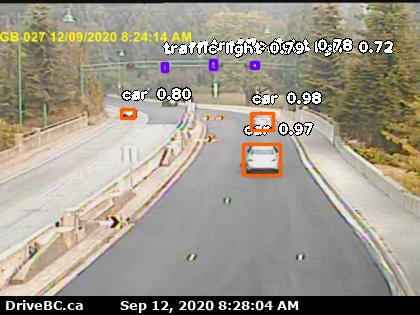 GB 027 12/09/2020 8:24:14 AM
traffic light 0.79
0.78
0.72
car 0.80
car 0.98
car 0.97
DriveBC.ca Sep 12, 2020 8:28:04 AM